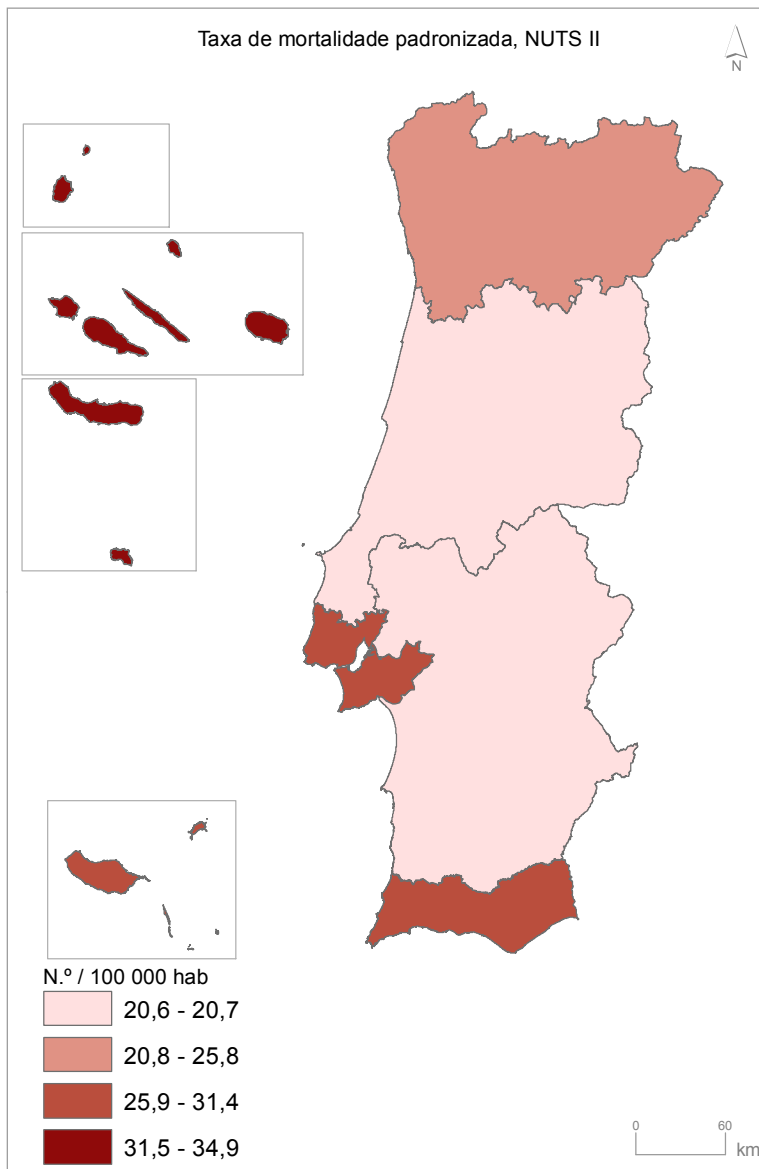 Taxa de mortalidade padronizada, NUTS II
N
N.º / 100 000 hab
20,6 - 20,7
20,8 - 25,8
25,9 - 31,4
31,5 - 34,9
0 60
km